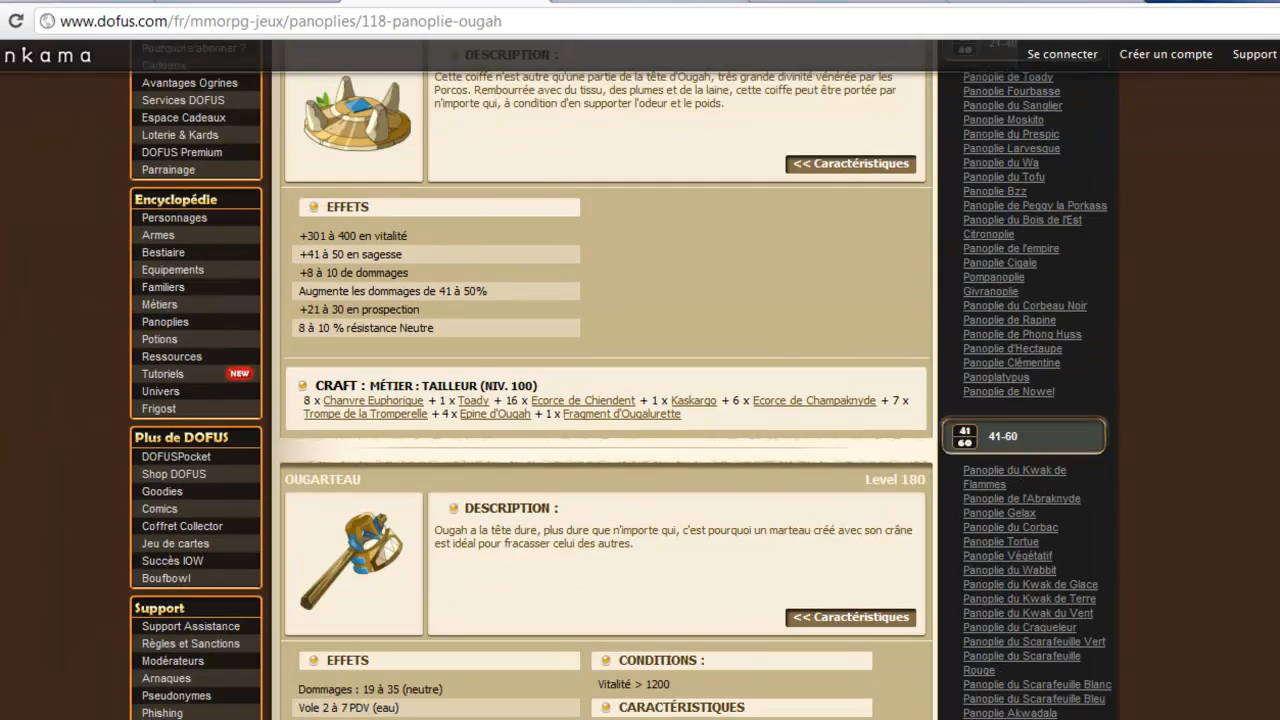 www.dofus.com/fr/mmorpg-jeux/panoplies/118-panoplie-ougah
nkama
Se connecter
Créer un compte
Support
Pourquoi s'abonner ?
Cadeaux
Avantages Ogrines
Services DOFUS
Espace Cadeaux
Loterie & Kards
DOFUS Premium
Parrainage
Encyclopédie
Personnages
Armes
Bestiaire
Equipements
Familiers
Métiers
Panoplies
Potions
Ressources
Tutoriels NEW
Univers
Frigost
Plus de DOFUS
DOFUSPocket
Shop DOFUS
Goodies
Comics
Coffret Collector
Jeu de cartes
Succès IOW
Boufbowl
Support
Support Assistance
Règles et Sanctions
Modérateurs
Arnaques
Pseudonymes
Phishing
DESCRIPTION :
Cette coiffe n'est autre qu'une partie de la tête d'Ougah, très grande divinité vénérée par les
Porcos. Rembourrée avec du tissu, des plumes et de la laine, cette coiffe peut être portée par
n'importe qui, à condition d'en supporter l'odeur et le poids.
<< Caractéristiques
EFFETS
+301 à 400 en vitalité
+41 à 50 en sagesse
+8 à 10 de dommages
Augmente les dommages de 41 à 50%
+21 à 30 en prospection
8 à 10 % résistance Neutre
CRAFT : MÉTIER : TAILLEUR (NIV. 100)
8 x Chanvre Euphorique + 1 x Toady + 16 x Ecorce de Chiendent + 1 x Kaskargo + 6 x Ecorce de Champaknyde + 7 x
Trompe de la Tromperelle + 4 x Epine d'Ougah + 1 x Fragment d'Ougalurette
OUGARTEAU
Level 180
DESCRIPTION :
Ougah a la tête dure, plus dure que n'importe qui, c'est pourquoi un marteau créé avec son crâne
est idéal pour fracasser celui des autres.
<< Caractéristiques
EFFETS
Dommages : 19 à 35 (neutre)
Vole 2 à 7 PDV (eau)
CONDITIONS :
Vitalité > 1200
CARACTÉRISTIQUES
21-40
40
Panoplie de Toady
Panoplie Fourbasse
Panoplie du Sanglier
Panoplie Moskito
Panoplie du Prespic
Panoplie Larvesque
Panoplie du Wa
Panoplie du Tofu
Panoplie Bzz
Panoplie de Peggy la Porkass
Panoplie du Bois de l'Est
Citronoplie
Panoplie de l'empire
Panoplie Cigale
Pompanoplie
Givranoplie
Panoplie du Corbeau Noir
Panoplie de Rapine
Panoplie de Phong Huss
Panoplie d'Hectaupe
Panoplie Clémentine
Panoplatypus
Panoplie de Nowel
41
60
41-60
Panoplie du Kwak de
Flammes
Panoplie de l'Abraknyde
Panoplie Gelax
Panoplie du Corbac
Panoplie Tortue
Panoplie Végétatif
Panoplie du Wabbit
Panoplie du Kwak de Glace
Panoplie du Kwak de Terre
Panoplie du Kwak du Vent
Panoplie du Craqueleur
Panoplie du Scarafeuille Vert
Panoplie du Scarafeuille
Rouge
Panoplie du Scarafeuille Blanc
Panoplie du Scarafeuille Bleu
Panoplie Akwadala